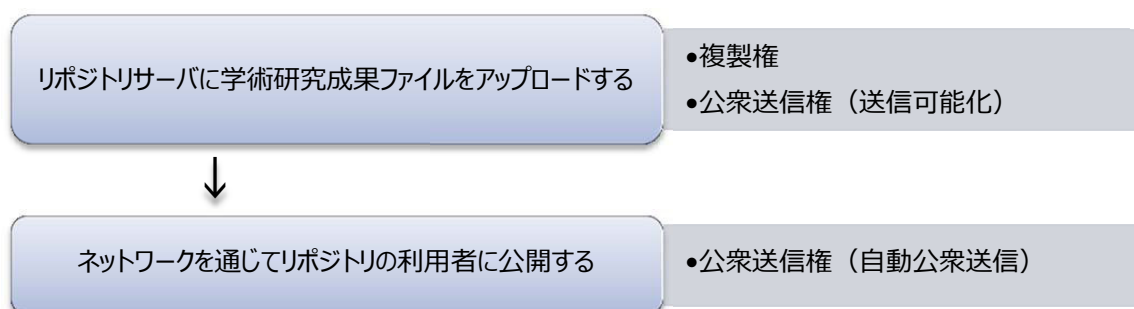 リポジトリサーバに学術研究成果ファイルをアップロードする
•複製権
•公衆送信権（送信可能化）
↓
ネットワークを通じてリポジトリの利用者に公開する
•公衆送信権（自動公衆送信）